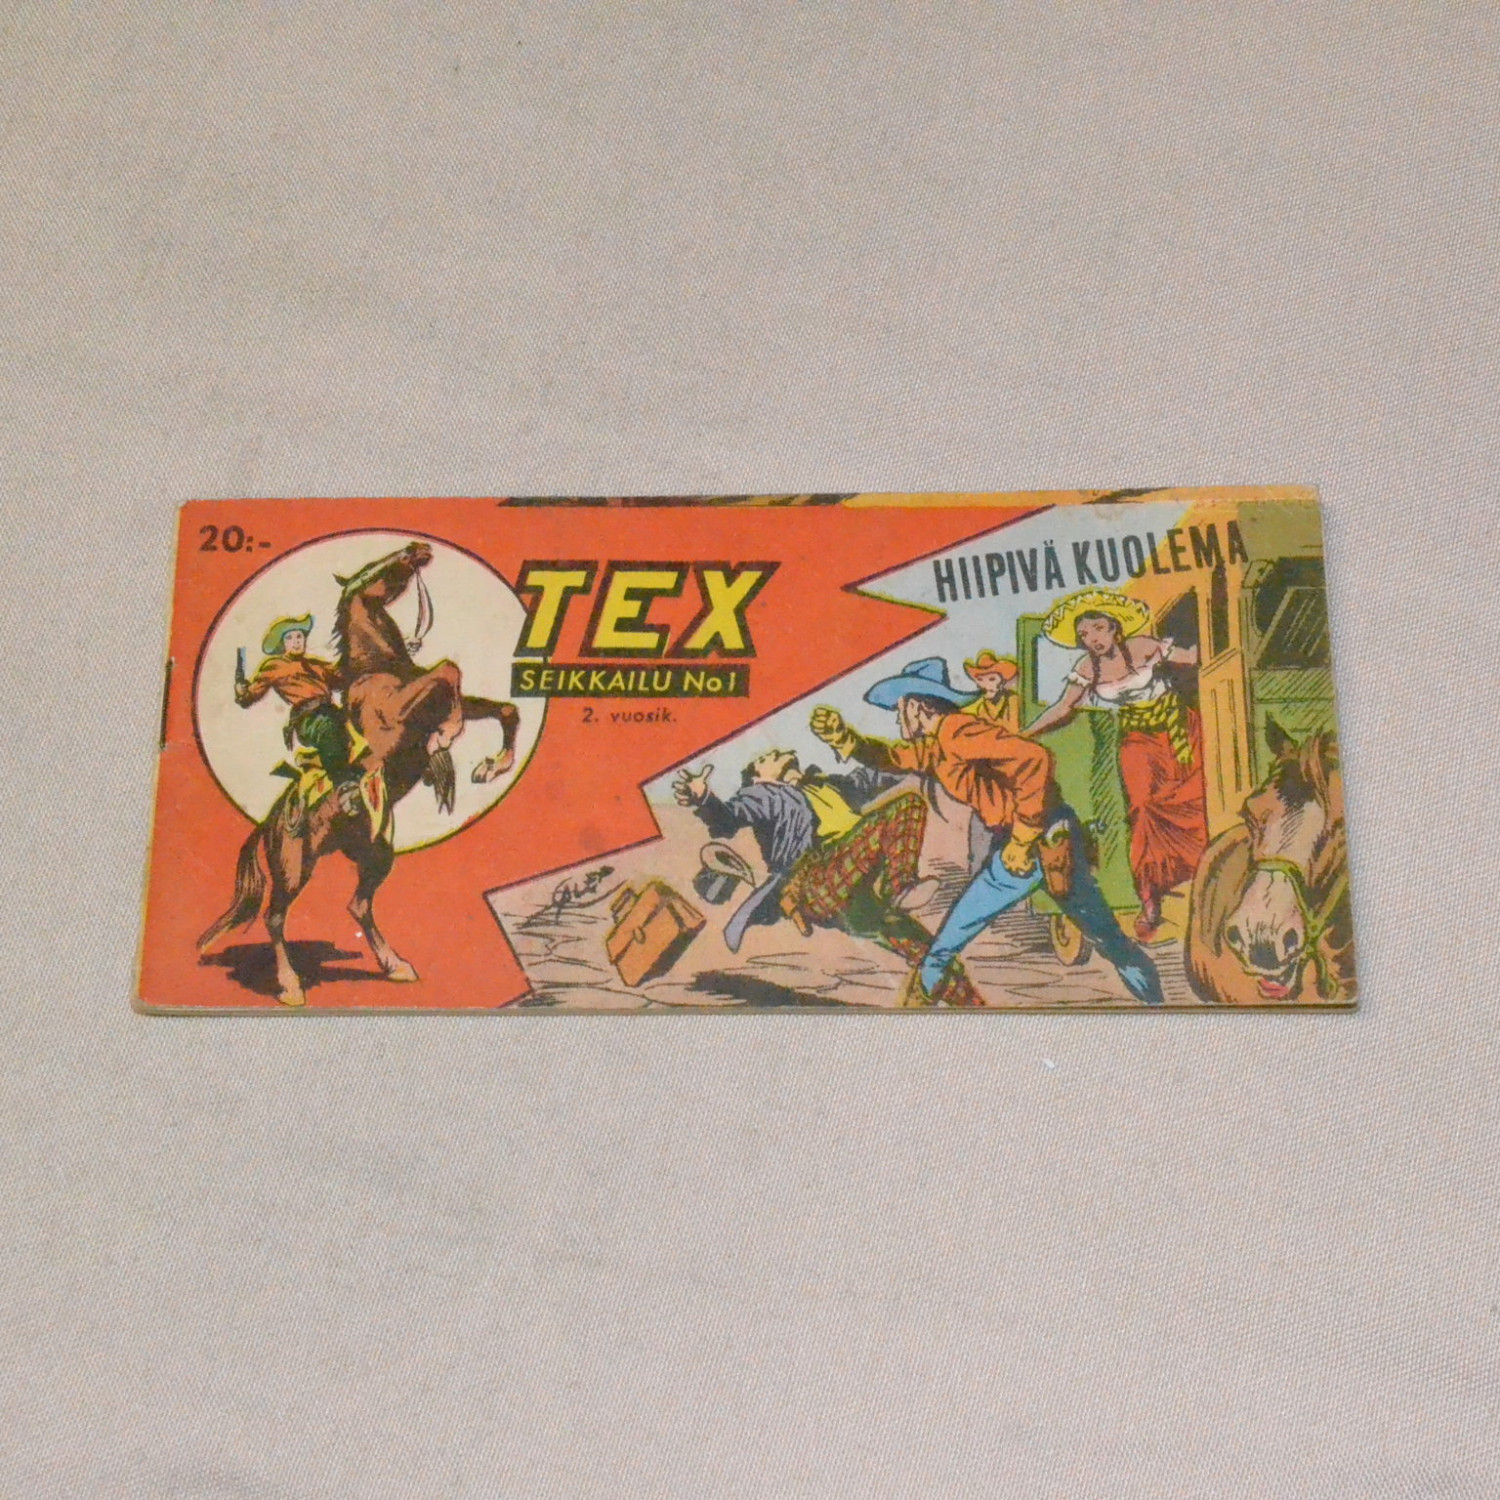 20:-
TEX
SEIKKAILU No 1
2. vuosik.
HIIPIVÄ KUOLEMA